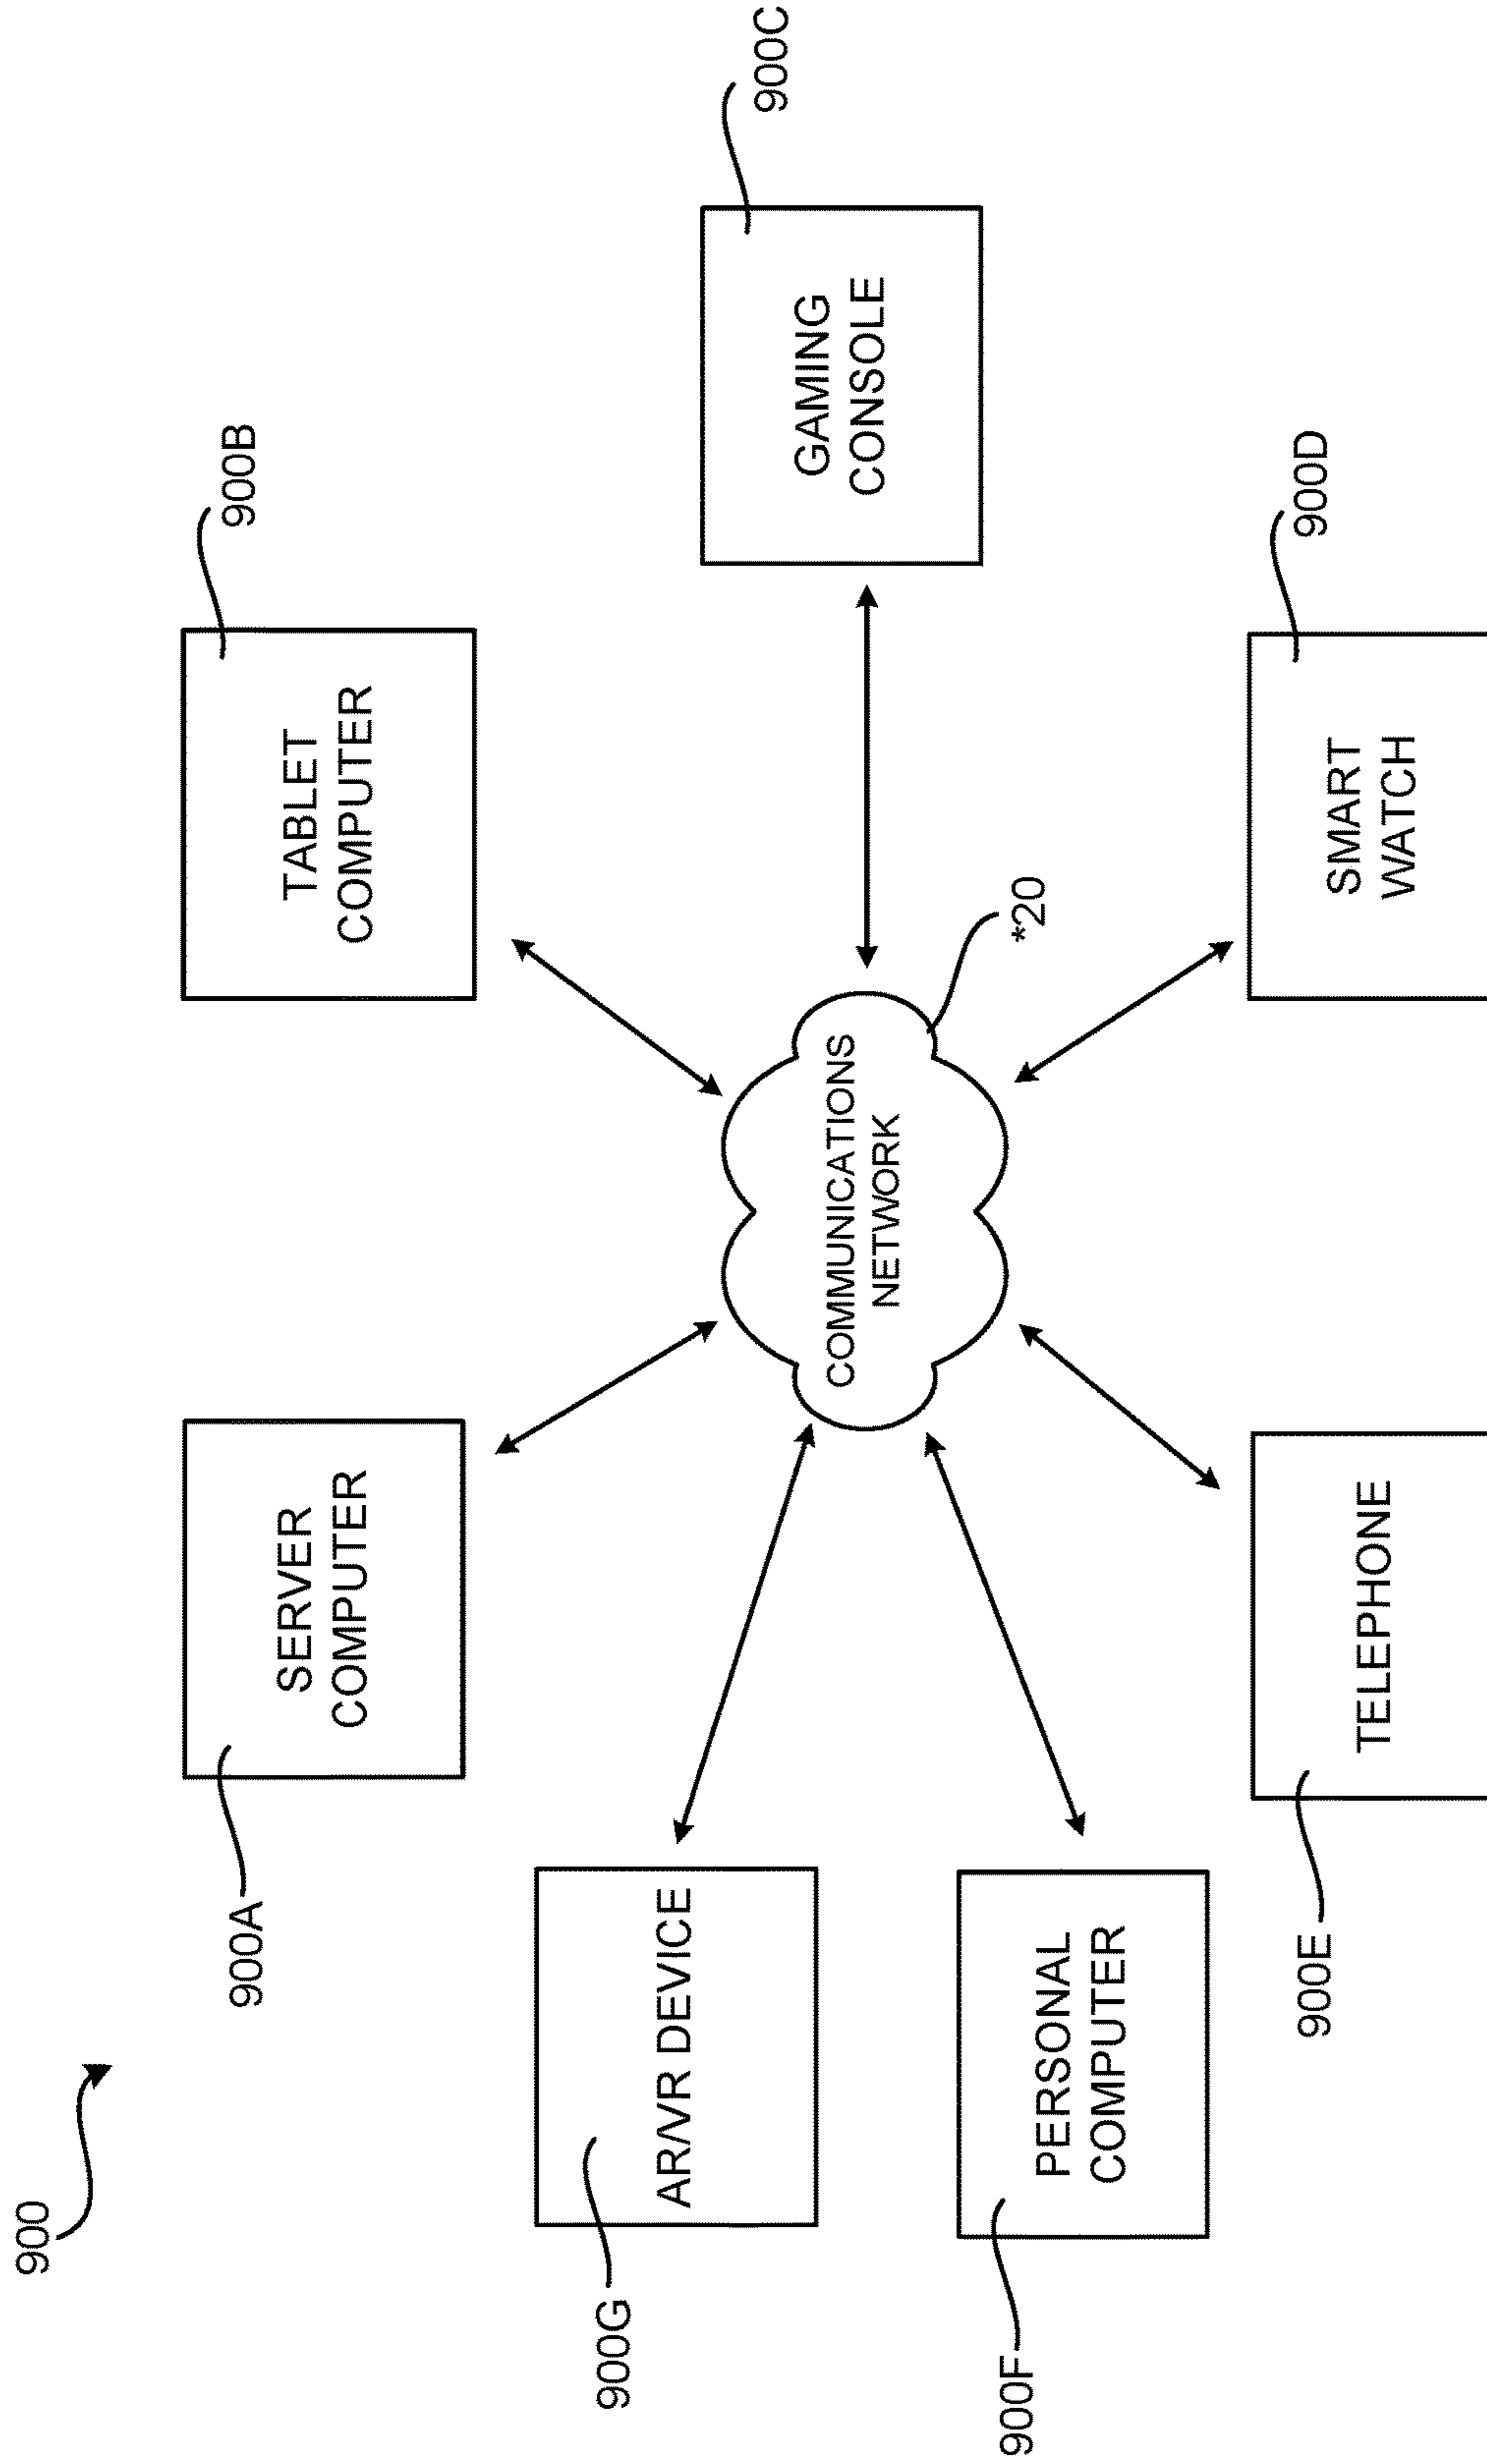 900
900A
SERVER
COMPUTER
TABLET
COMPUTER
900B
900G
AR/VR DEVICE
COMMUNICATIONS
NETWORK
*20
GAMING
CONSOLE
900C
900F
PERSONAL
COMPUTER
900E
TELEPHONE
SMART
WATCH
900D